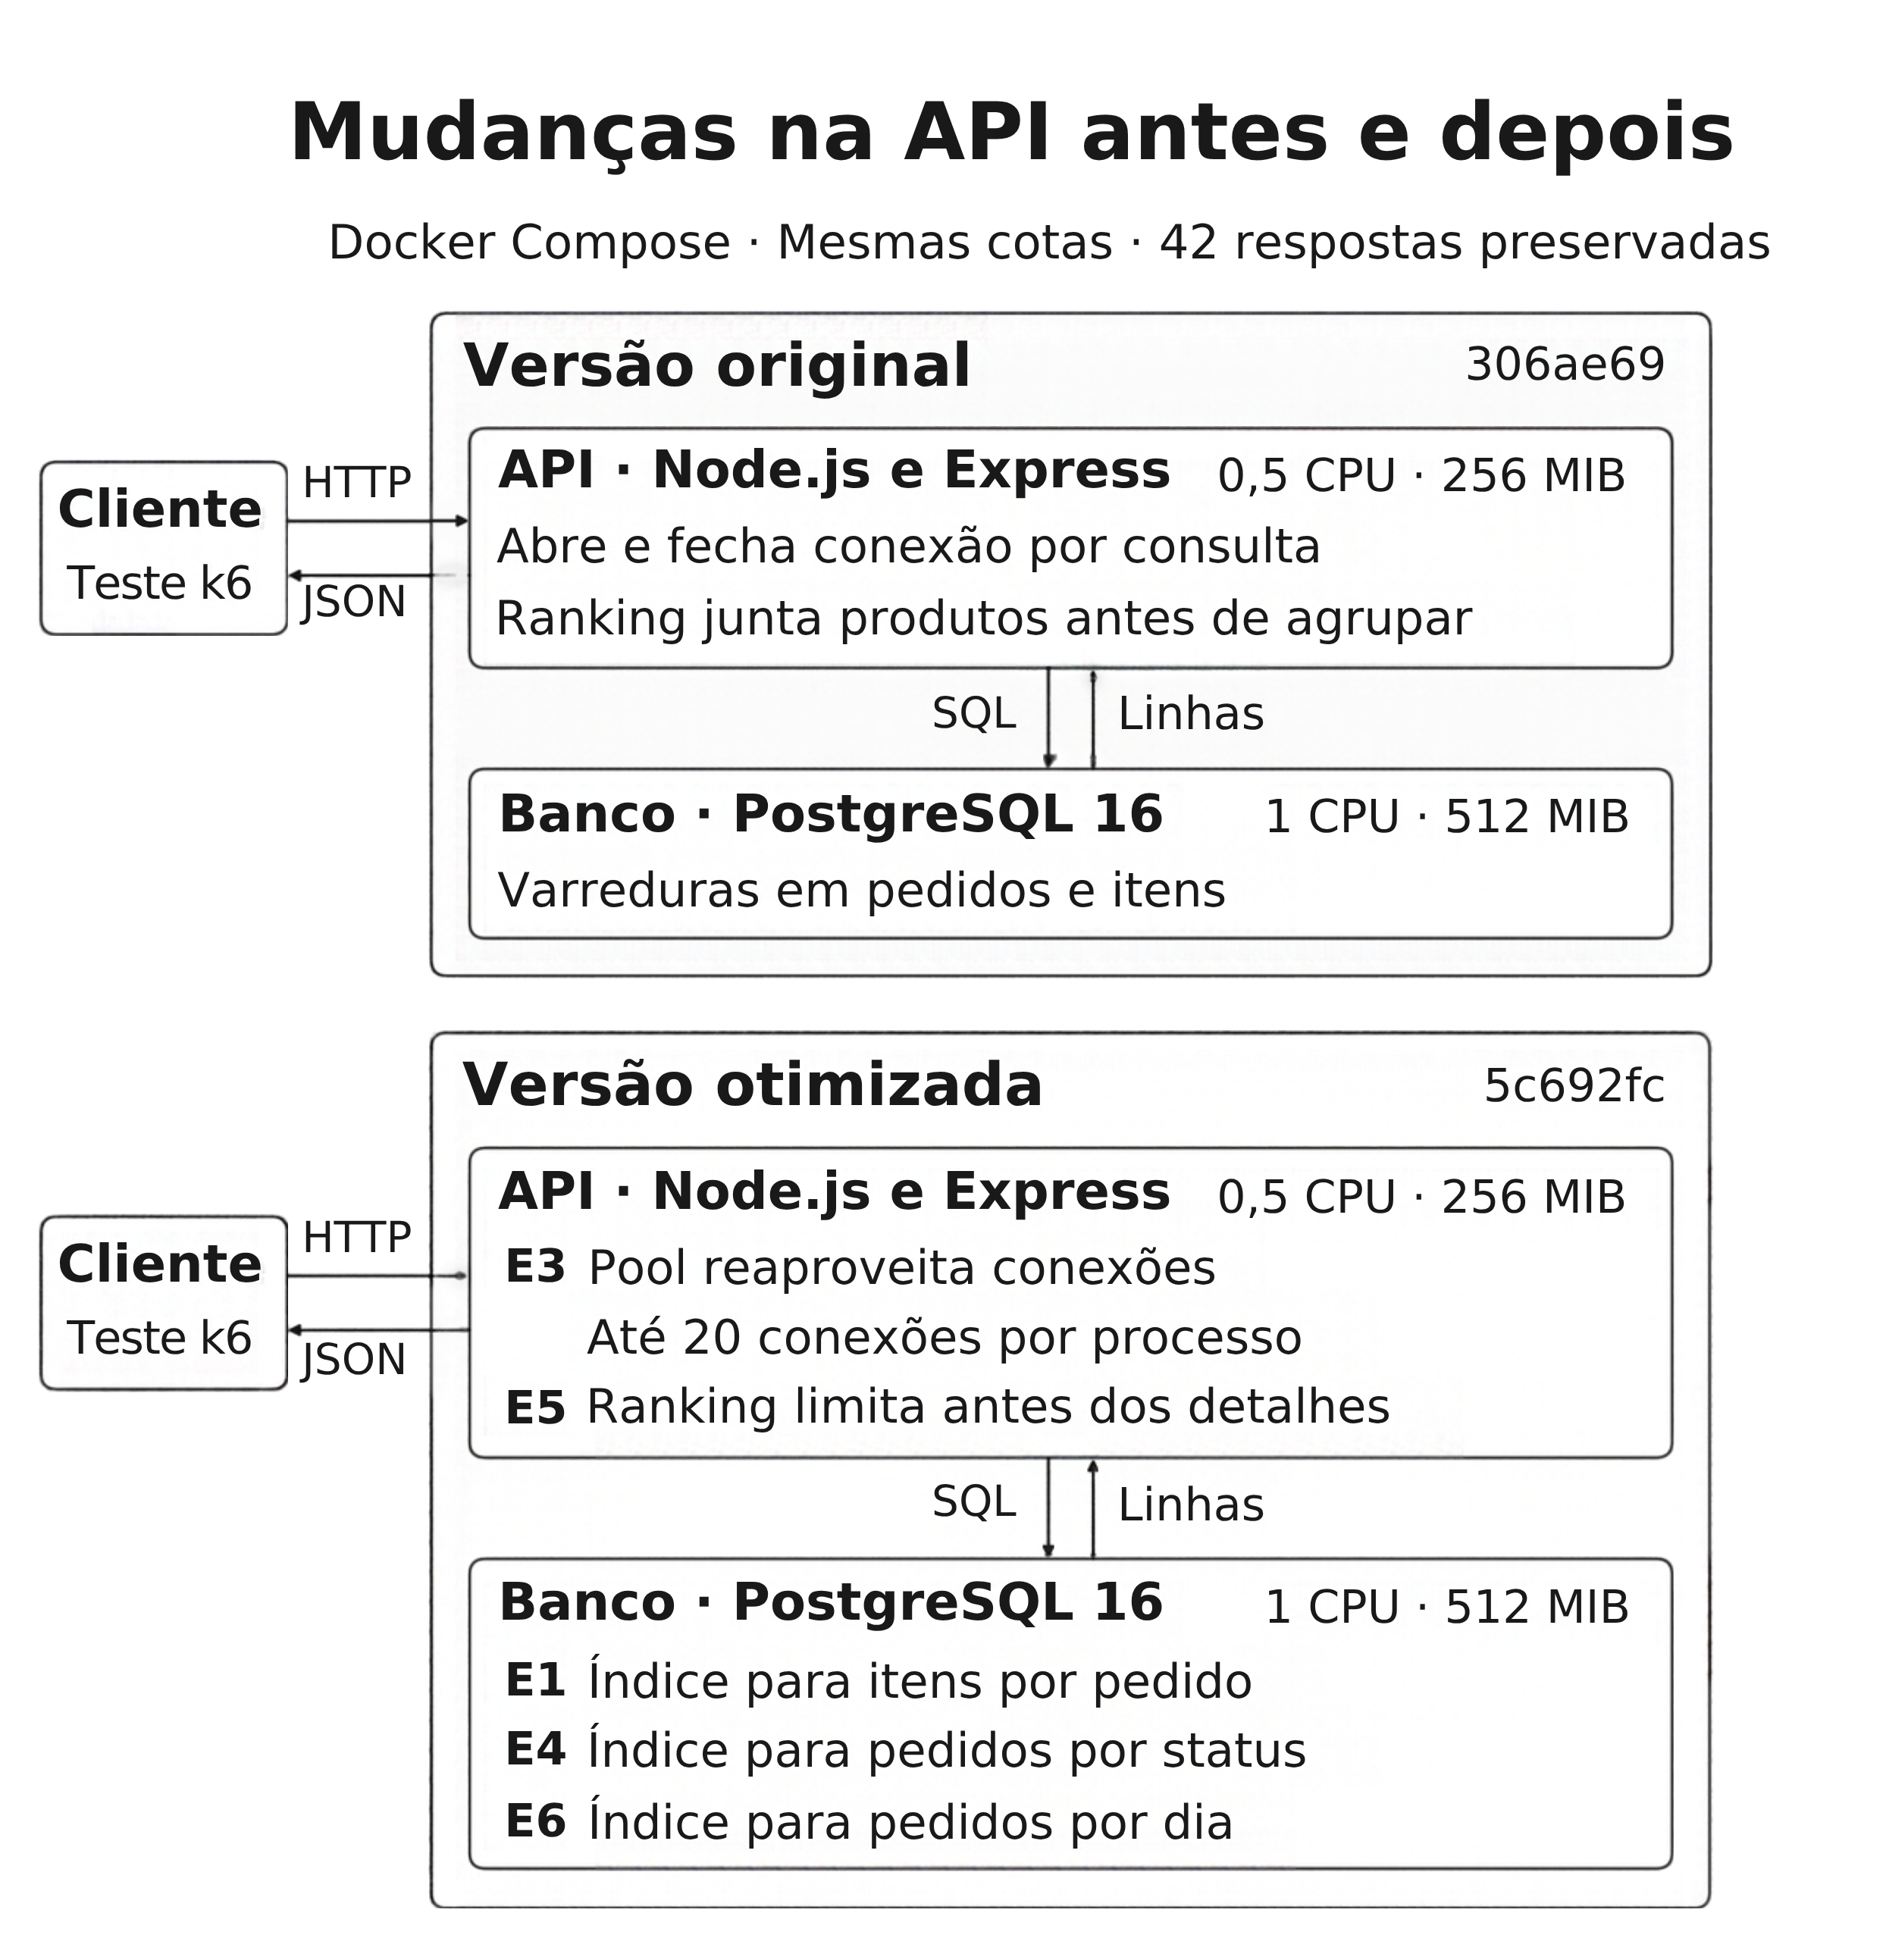 Mudanças na API antes e depois
Docker Compose · Mesmas cotas · 42 respostas preservadas
Versão original 306ae69
API · Node.js e Express 0,5 CPU · 256 MIB
HTTP
Cliente
Abre e fecha conexão por consulta
Teste k6
JSON
Ranking junta produtos antes de agrupar
SQL Linhas
Banco · PostgreSQL 16 1 CPU · 512 MIB
Varreduras em pedidos e itens
Versão otimizada 5c692fc
API · Node.js e Express 0,5 CPU · 256 MIB
HTTP
Cliente
E3 Pool reaproveita conexões
Teste k6
Até 20 conexões por processo
JSON
E5 Ranking limita antes dos detalhes
SQL Linhas
Banco · PostgreSQL 16 1 CPU · 512 MIB
E1 Índice para itens por pedido
E4 Índice para pedidos por status
E6 Índice para pedidos por dia